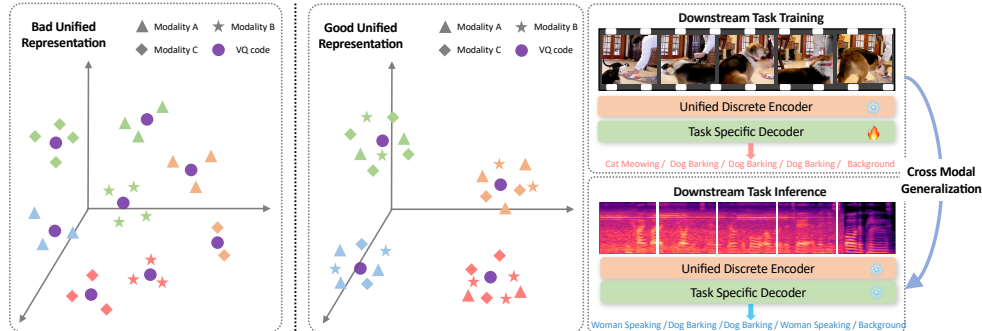 Bad Unified
Representation
Modality A
Modality B
Modality C
VQ code
Good Unified
Representation
Modality A
Modality B
Modality C
VQ code
Downstream Task Training
Unified Discrete Encoder
Task Specific Decoder
Cat Meowing / Dog Barking / Dog Barking / Dog Barking / Background
Cross Modal
Generalization
Downstream Task Inference
Unified Discrete Encoder
Task Specific Decoder
Woman Speaking /Dog Barking /Dog Barking / Woman Speaking / Background